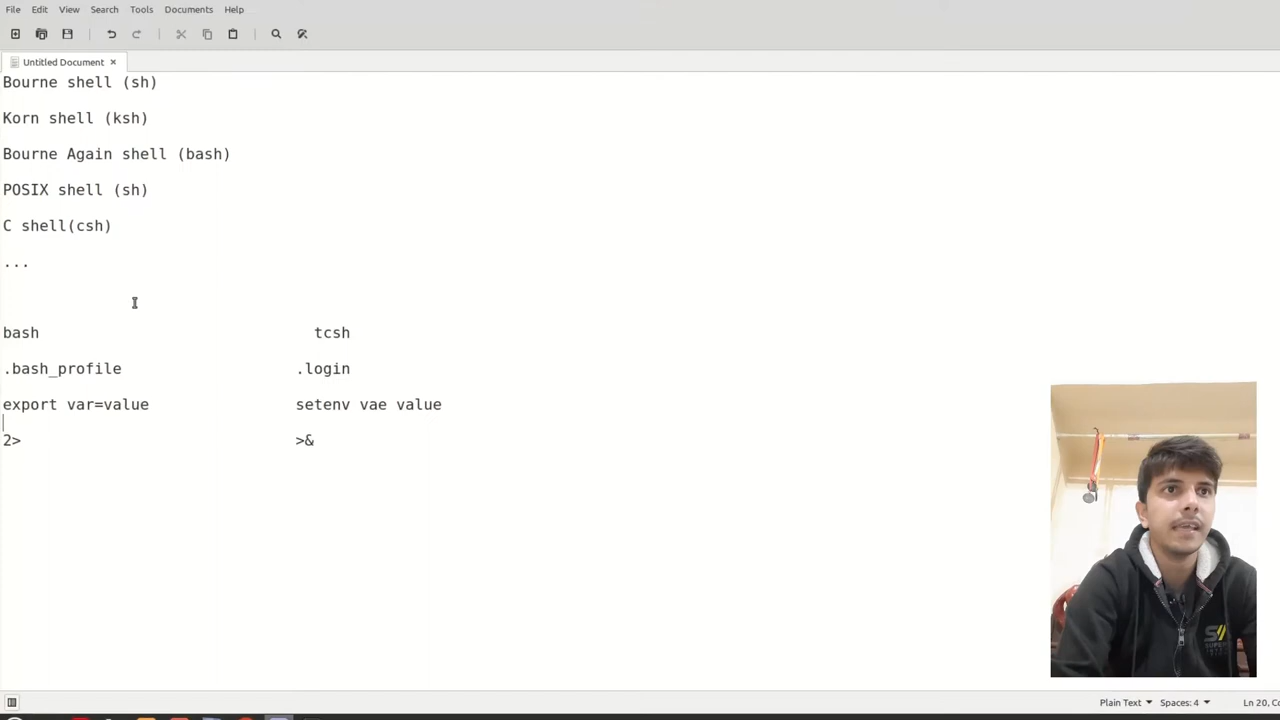 File Edit View Search Tools Documents Help
Untitled Document ×
Bourne shell (sh)
Korn shell (ksh)
Bourne Again shell (bash)
POSIX shell (sh)
C shell(csh)
...
bash tcsh
.bash_profile .login
export var=value setenv vae value
2> >&
SUPER
Plain Text Spaces: 4 Ln 20, Co